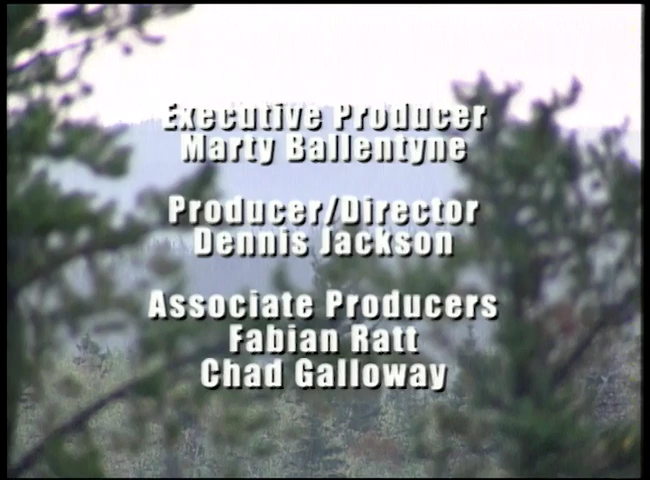 Executive Producer
Marty Ballentyne
Producer/Director
Dennis Jackson
Associate Producers
Fabian Ratt
Chad Galloway